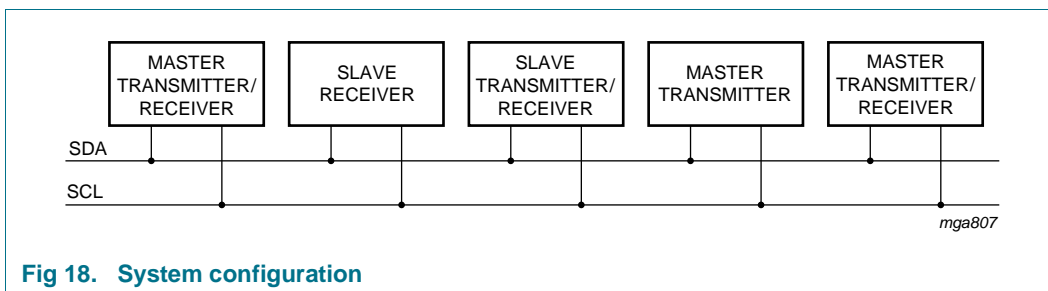 MASTER
TRANSMITTER/
RECEIVER
SLAVE
RECEIVER
SLAVE
TRANSMITTER/
RECEIVER
MASTER
TRANSMITTER
MASTER
TRANSMITTER/
RECEIVER
SDA
SCL
mga807
Fig 18. System configuration